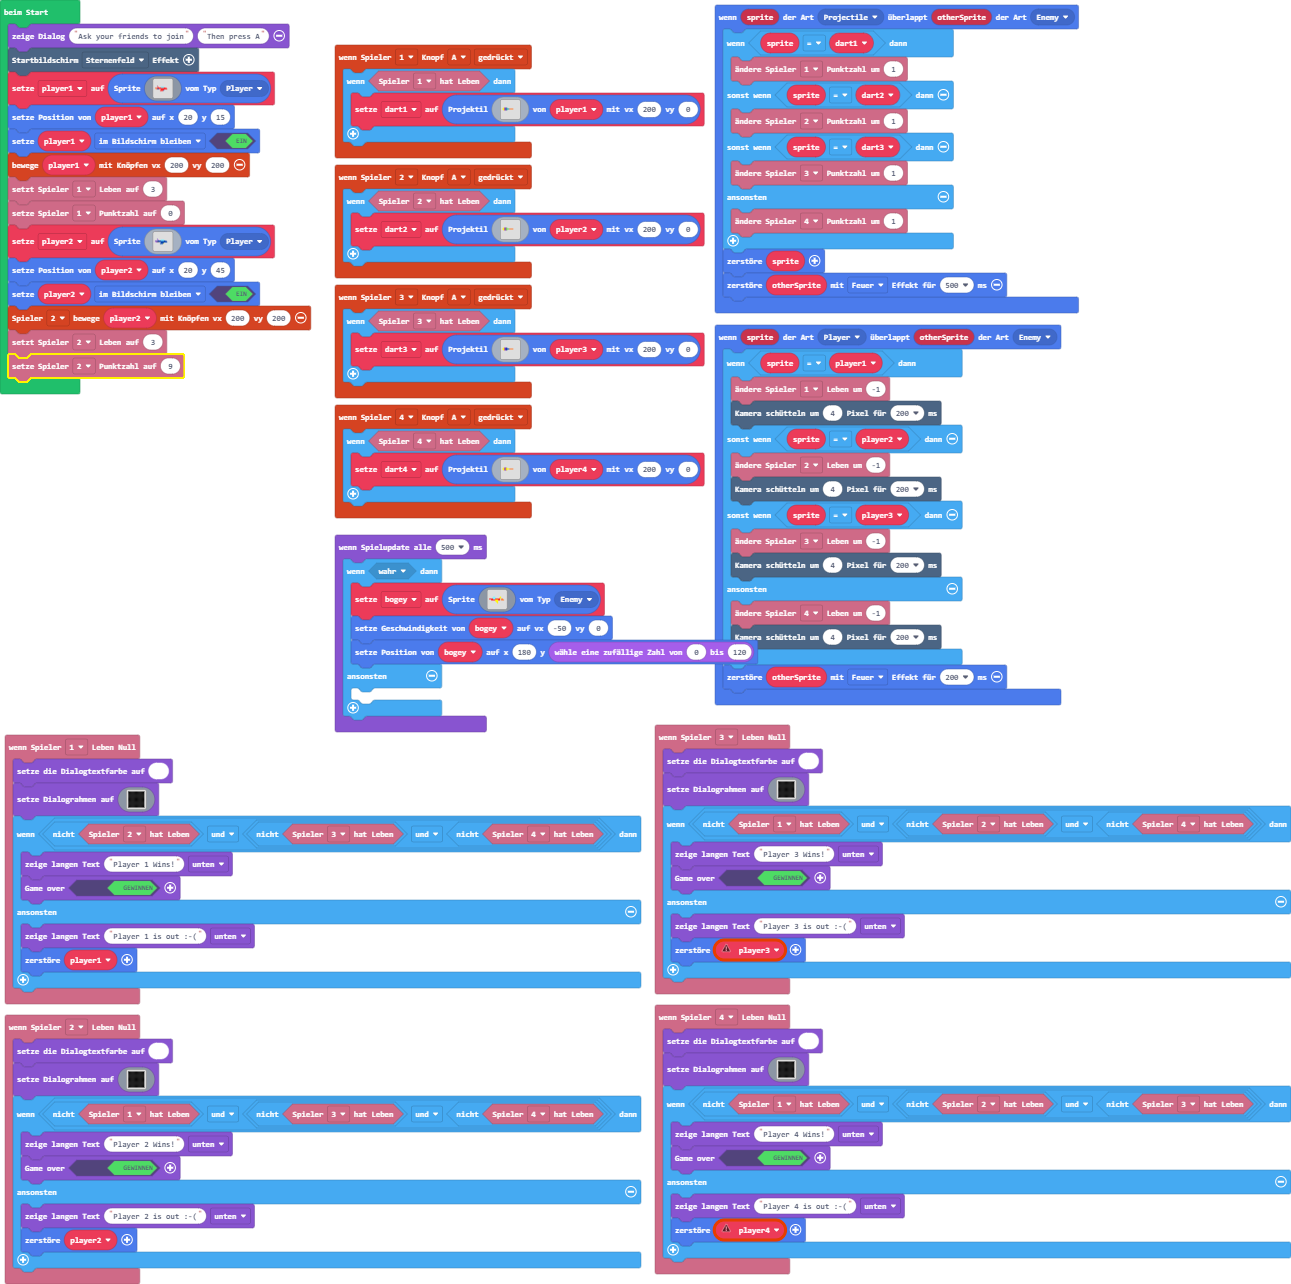 beim Start
zeige Dialog "Ask your friends to join" "Then press A"
Startbildschirm Sternenfeld Effekt
setze player1 auf Sprite vom Typ Player
setze Position von player1 auf x 20 y 15
setze player1 im Bildschirm bleiben EIN
bewege player1 mit Knöpfen vx 200 vy 200
setzt Spieler 1 Leben auf 3
setze Spieler 1 Punktzahl auf 0
setze player2 auf Sprite vom Typ Player
setze Position von player2 auf x 20 y 45
setze player2 im Bildschirm bleiben EIN
Spieler 2 bewege player2 mit Knöpfen vx 200 vy 200
setzt Spieler 2 Leben auf 3
setze Spieler 2 Punktzahl auf 9
wenn Spieler 1 Knopf A gedrückt
wenn Spieler 1 hat Leben dann
setze dart1 auf Projektil von player1 mit vx 200 vy 0
wenn Spieler 2 Knopf A gedrückt
wenn Spieler 2 hat Leben dann
setze dart2 auf Projektil von player2 mit vx 200 vy 0
wenn Spieler 3 Knopf A gedrückt
wenn Spieler 3 hat Leben dann
setze dart3 auf Projektil von player3 mit vx 200 vy 0
wenn Spieler 4 Knopf A gedrückt
wenn Spieler 4 hat Leben dann
setze dart4 auf Projektil von player4 mit vx 200 vy 0
wenn Spielupdate alle 500 ms
wenn wahr dann
setze bogey auf Sprite vom Typ Enemy
setze Geschwindigkeit von bogey auf vx -50 vy 0
setze Position von bogey auf x 180 y wähle eine zufällige Zahl von 0 bis 120
ansonsten
wenn sprite der Art Projectile überlappt otherSprite der Art Enemy
wenn sprite = dart1 dann
ändere Spieler 1 Punktzahl um 1
sonst wenn sprite = dart2 dann
ändere Spieler 2 Punktzahl um 1
sonst wenn sprite = dart3 dann
ändere Spieler 3 Punktzahl um 1
ansonsten
ändere Spieler 4 Punktzahl um 1
zerstöre sprite
zerstöre otherSprite mit Feuer Effekt für 500 ms
wenn sprite der Art Player überlappt otherSprite der Art Enemy
wenn sprite = player1 dann
ändere Spieler 1 Leben um -1
Kamera schütteln um 4 Pixel für 200 ms
sonst wenn sprite = player2 dann
ändere Spieler 2 Leben um -1
Kamera schütteln um 4 Pixel für 200 ms
sonst wenn sprite = player3 dann
ändere Spieler 3 Leben um -1
Kamera schütteln um 4 Pixel für 200 ms
ansonsten
ändere Spieler 4 Leben um -1
Kamera schütteln um 4 Pixel für 200 ms
zerstöre otherSprite mit Feuer Effekt für 200 ms
wenn Spieler 1 Leben Null
setze die Dialogtextfarbe auf
setze Dialograhmen auf
wenn nicht Spieler 2 hat Leben und nicht Spieler 3 hat Leben und nicht Spieler 4 hat Leben dann
zeige langen Text "Player 1 Wins!" unten
Game over GEWINNEN
ansonsten
zeige langen Text "Player 1 is out :-(" unten
zerstöre player1
wenn Spieler 2 Leben Null
setze die Dialogtextfarbe auf
setze Dialograhmen auf
wenn nicht Spieler 1 hat Leben und nicht Spieler 3 hat Leben und nicht Spieler 4 hat Leben dann
zeige langen Text "Player 2 Wins!" unten
Game over GEWINNEN
ansonsten
zeige langen Text "Player 2 is out :-(" unten
zerstöre player2
wenn Spieler 3 Leben Null
setze die Dialogtextfarbe auf
setze Dialograhmen auf
wenn nicht Spieler 1 hat Leben und nicht Spieler 2 hat Leben und nicht Spieler 4 hat Leben dann
zeige langen Text "Player 3 Wins!" unten
Game over GEWINNEN
ansonsten
zeige langen Text "Player 3 is out :-(" unten
zerstöre player3
wenn Spieler 4 Leben Null
setze die Dialogtextfarbe auf
setze Dialograhmen auf
wenn nicht Spieler 1 hat Leben und nicht Spieler 2 hat Leben und nicht Spieler 3 hat Leben dann
zeige langen Text "Player 4 Wins!" unten
Game over GEWINNEN
ansonsten
zeige langen Text "Player 4 is out :-(" unten
zerstöre player4